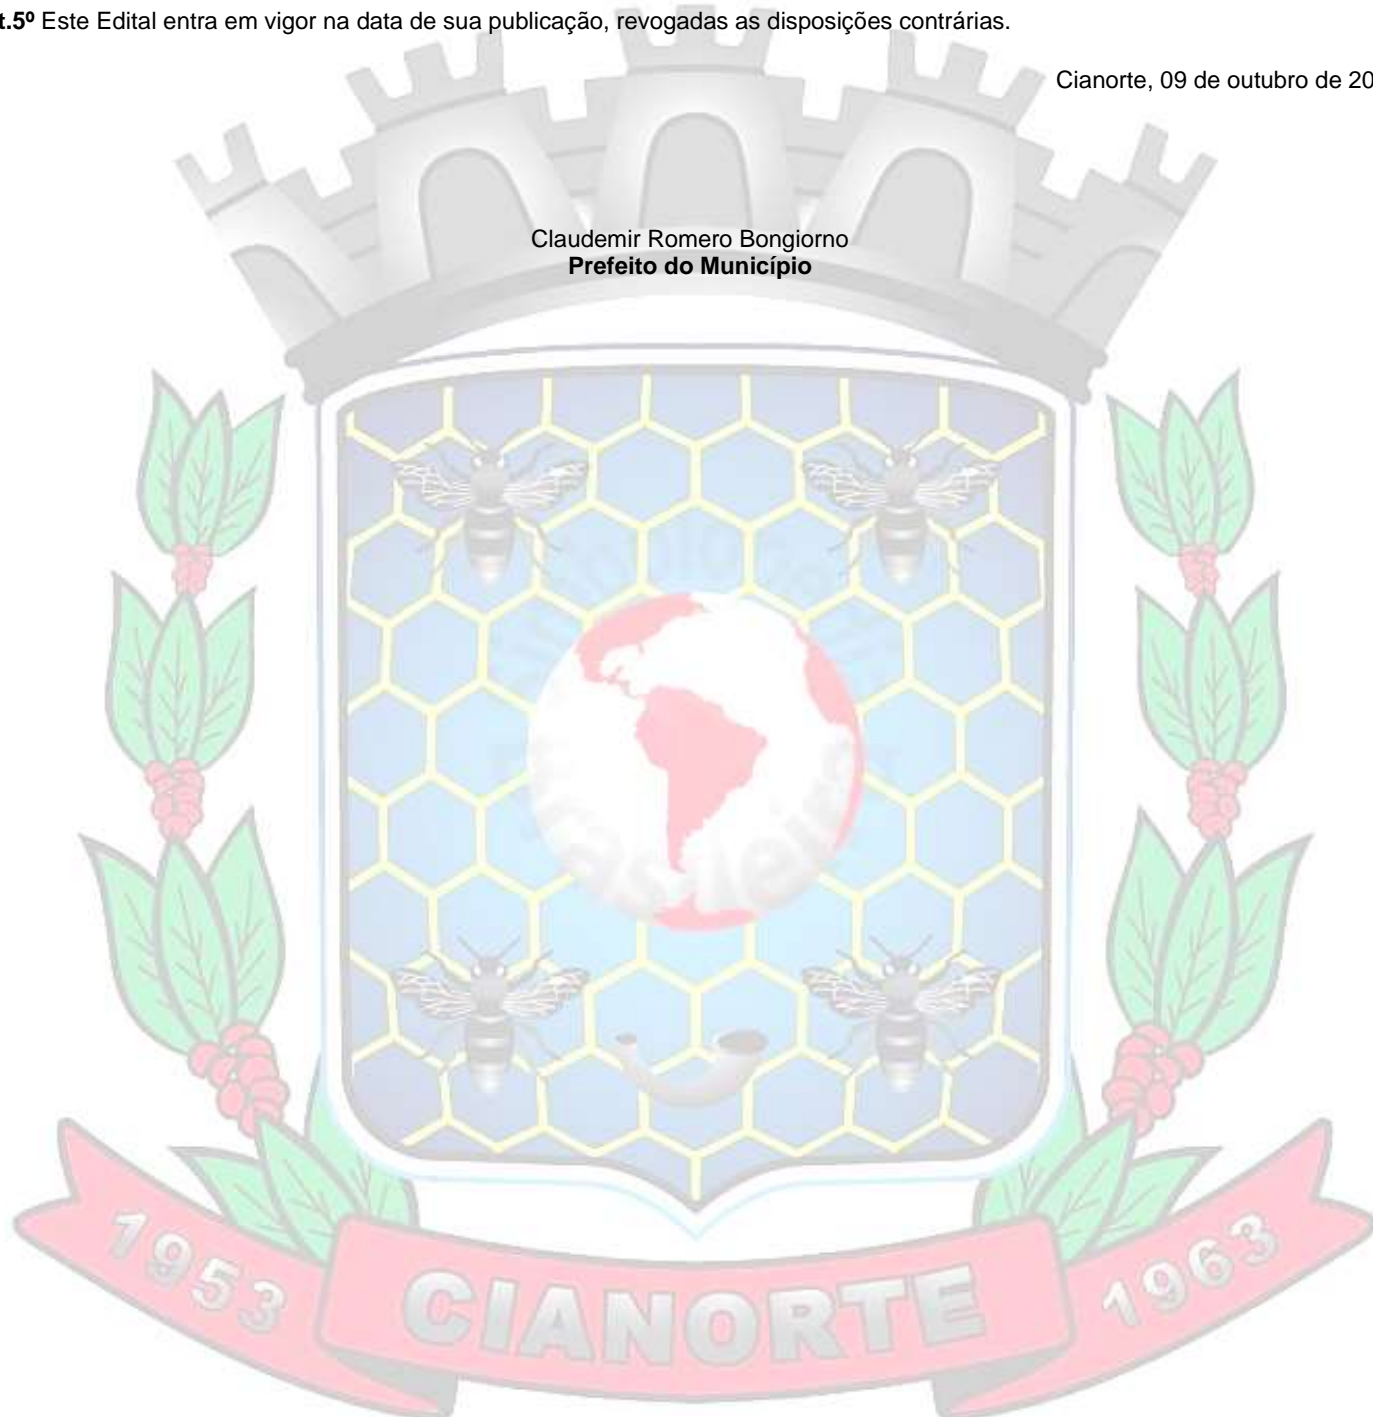 t.5º Este Edital entra em vigor na data de sua publicação, revogadas as disposições contrárias.
Cianorte, 09 de outubro de 20
Claudemir Romero Bongiorno
Prefeito do Município
1953
CIANORTE
1963